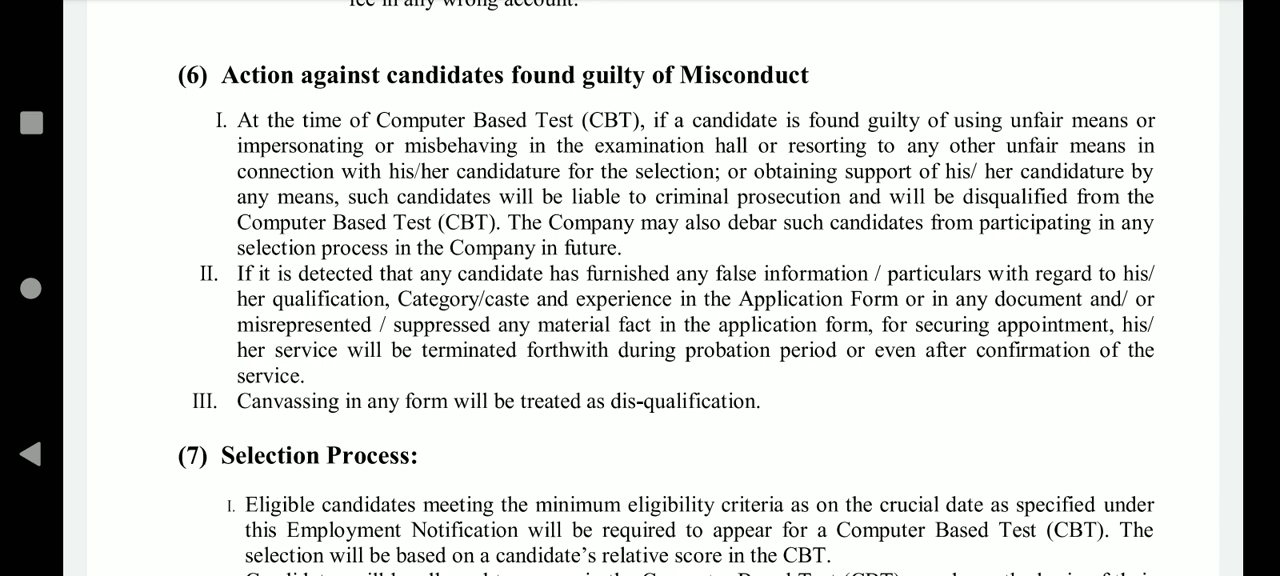 fee in any wrong account.
(6) Action against candidates found guilty of Misconduct
I. At the time of Computer Based Test (CBT), if a candidate is found guilty of using unfair means or
impersonating or misbehaving in the examination hall or resorting to any other unfair means in
connection with his/her candidature for the selection; or obtaining support of his/ her candidature by
any means, such candidates will be liable to criminal prosecution and will be disqualified from the
Computer Based Test (CBT). The Company may also debar such candidates from participating in any
selection process in the Company in future.
II. If it is detected that any candidate has furnished any false information / particulars with regard to his/
her qualification, Category/caste and experience in the Application Form or in any document and/ or
misrepresented / suppressed any material fact in the application form, for securing appointment, his/
her service will be terminated forthwith during probation period or even after confirmation of the
service.
III. Canvassing in any form will be treated as dis-qualification.
(7) Selection Process:
I. Eligible candidates meeting the minimum eligibility criteria as on the crucial date as specified under
this Employment Notification will be required to appear for a Computer Based Test (CBT). The
selection will be based on a candidate’s relative score in the CBT.